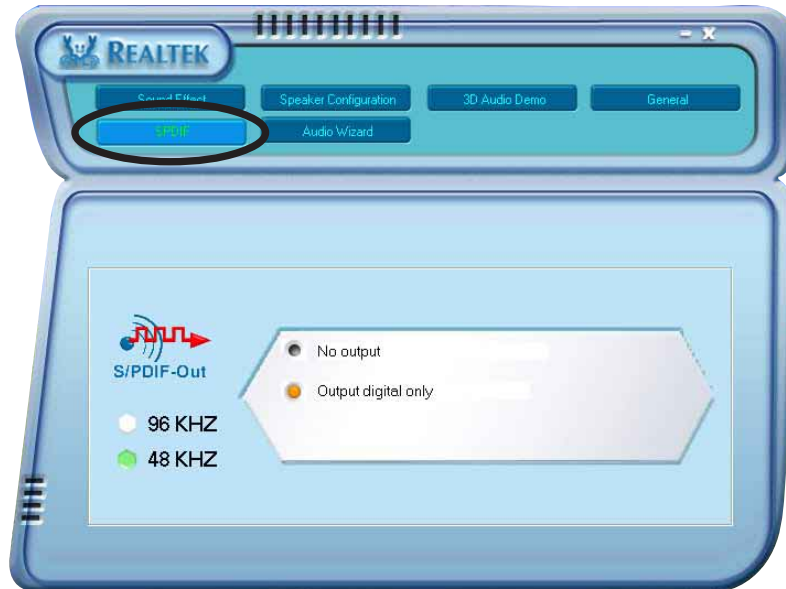 REALTEK
- X
Sound Effect
Speaker Configuration
3D Audio Demo
General
SPDIF
Audio Wizard
S/PDIF-Out
No output
Output digital only
96 KHZ
48 KHZ